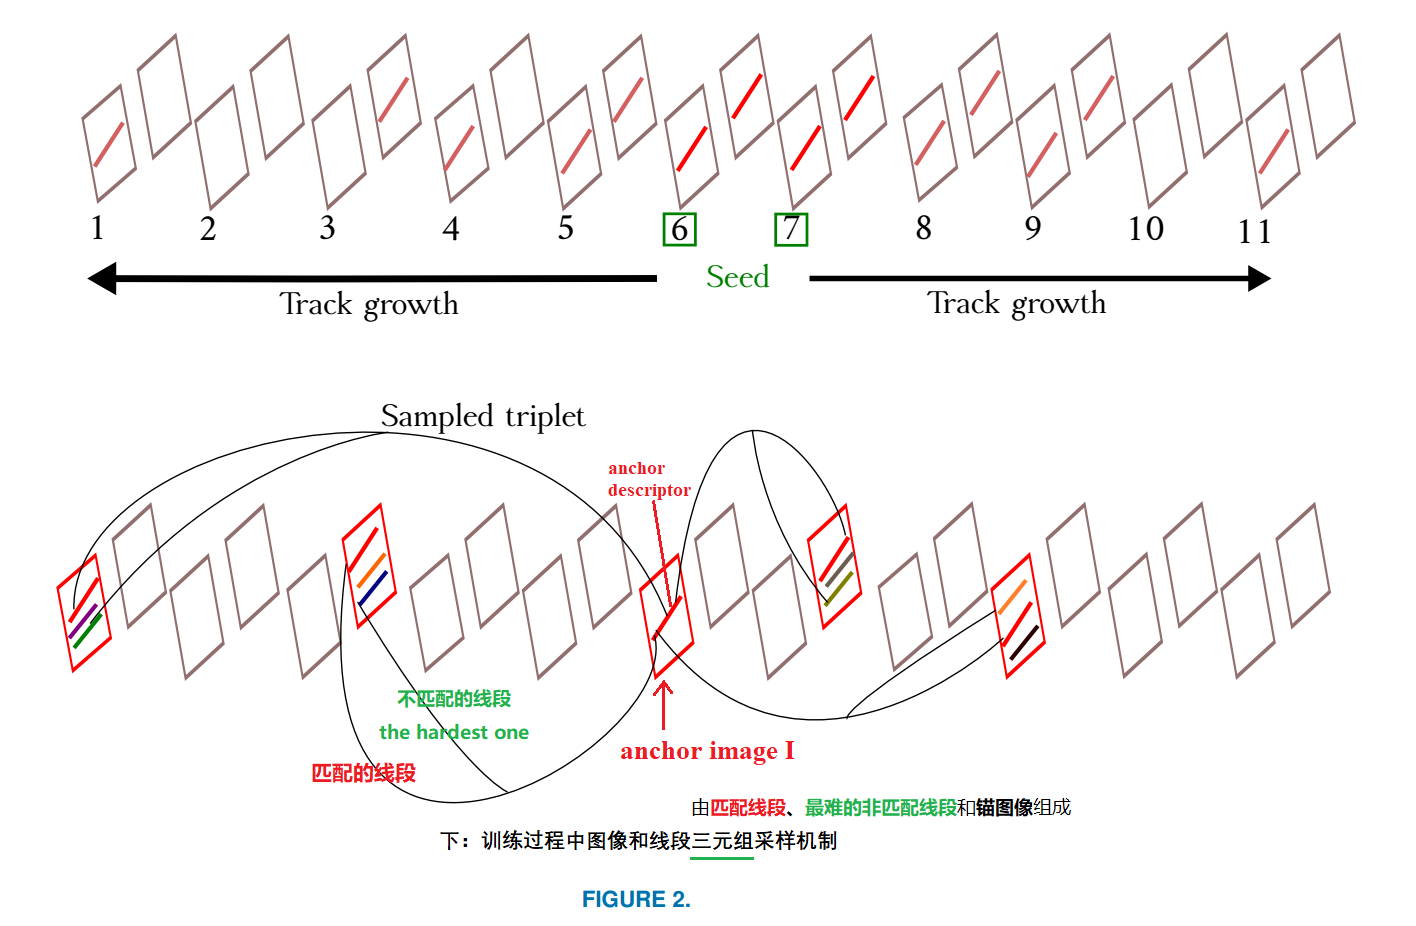 1 2 3 4 5 6 7 8 9 10 11
Seed
Track growth
Track growth
Sampled triplet
anchor
descriptor
不匹配的线段
the hardest one
匹配的线段
anchor image I
由匹配线段、最难的非匹配线段和锚图像组成
下：训练过程中图像和线段三元组采样机制
FIGURE 2.